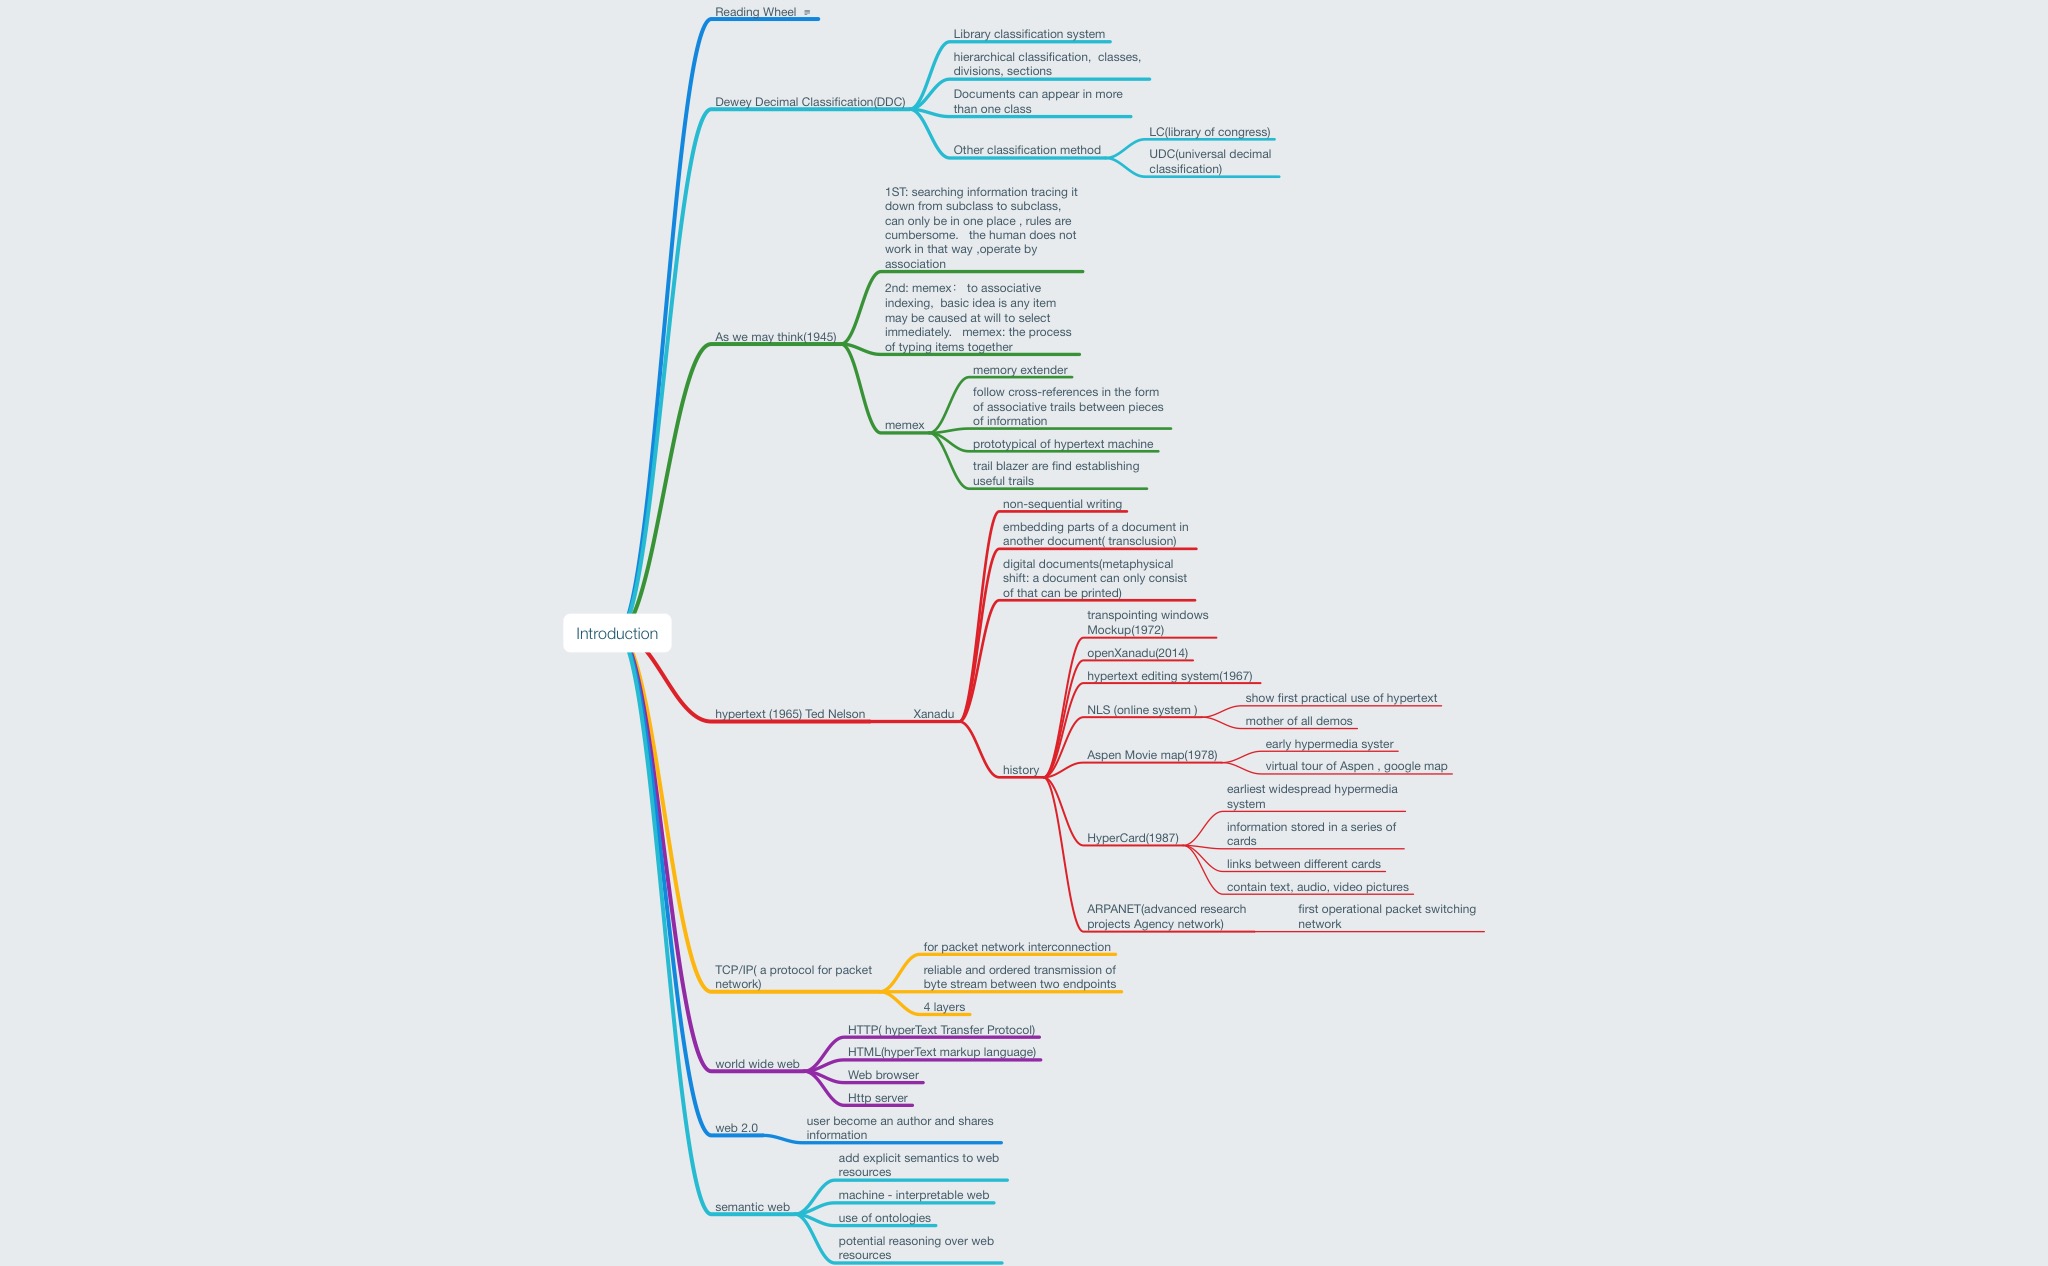 Reading Wheel
Library classification system
hierarchical classification,  classes,
divisions, sections
Dewey Decimal Classification(DDC)
Documents can appear in more
than one class
Other classification method
LC(library of congress)
UDC(universal decimal
classification)
1ST: searching information tracing it
down from subclass to subclass,
can only be in one place , rules are
cumbersome.   the human does not
work in that way ,operate by
association
2nd: memex：  to associative
indexing,  basic idea is any item
may be caused at will to select
immediately.   memex: the process
of typing items together
As we may think(1945)
memex
memory extender
follow cross-references in the form
of associative trails between pieces
of information
prototypical of hypertext machine
trail blazer are find establishing
useful trails
Introduction
hypertext (1965) Ted Nelson
Xanadu
non-sequential writing
embedding parts of a document in
another document( transclusion)
digital documents(metaphysical
shift: a document can only consist
of that can be printed)
history
transpointing windows
Mockup(1972)
openXanadu(2014)
hypertext editing system(1967)
NLS (online system )
show first practical use of hypertext
mother of all demos
Aspen Movie map(1978)
early hypermedia syster
virtual tour of Aspen , google map
HyperCard(1987)
earliest widespread hypermedia
system
information stored in a series of
cards
links between different cards
contain text, audio, video pictures
ARPANET(advanced research
projects Agency network)
first operational packet switching
network
TCP/IP( a protocol for packet
network)
for packet network interconnection
reliable and ordered transmission of
byte stream between two endpoints
4 layers
world wide web
HTTP( hyperText Transfer Protocol)
HTML(hyperText markup language)
Web browser
Http server
web 2.0
user become an author and shares
information
semantic web
add explicit semantics to web
resources
machine - interpretable web
use of ontologies
potential reasoning over web
resources